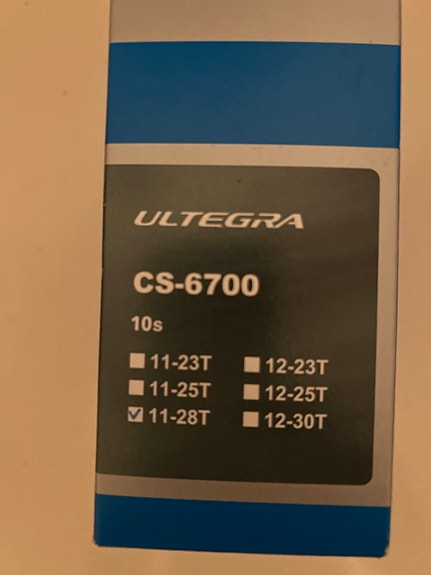 ULTEGRA
CS-6700
10s
11-23T 12-23T
11-25T 12-25T
11-28T 12-30T